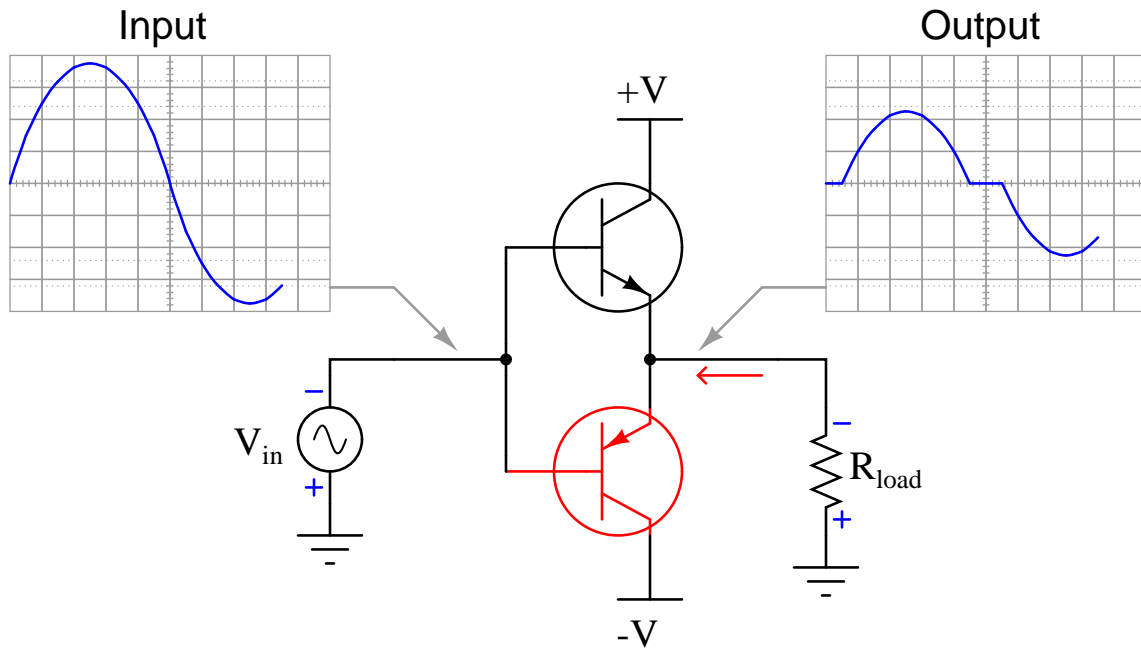 Input
Output
+V
−
V_in
+
−
R_load
+
-V